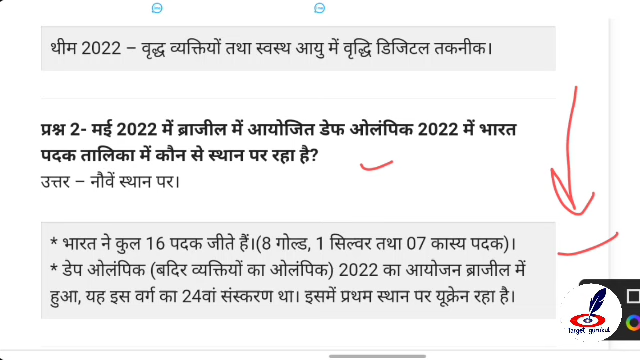 थीम 2022 – वृद्ध व्यक्तियों तथा स्वस्थ आयु में वृद्धि डिजिटल तकनीक।
प्रश्न 2- मई 2022 में ब्राजील में आयोजित डेफ ओलंपिक 2022 में भारत
पदक तालिका में कौन से स्थान पर रहा है?
उत्तर – नौवें स्थान पर।
* भारत ने कुल 16 पदक जीते हैं।(8 गोल्ड, 1 सिल्वर तथा 07 कास्य पदक)।
* डेप ओलंपिक (बदिर व्यक्तियों का ओलंपिक) 2022 का आयोजन ब्राजील में
हुआ, यह इस वर्ग का 24वां संस्करण था। इसमें प्रथम स्थान पर यूक्रेन रहा है।
target gurukul